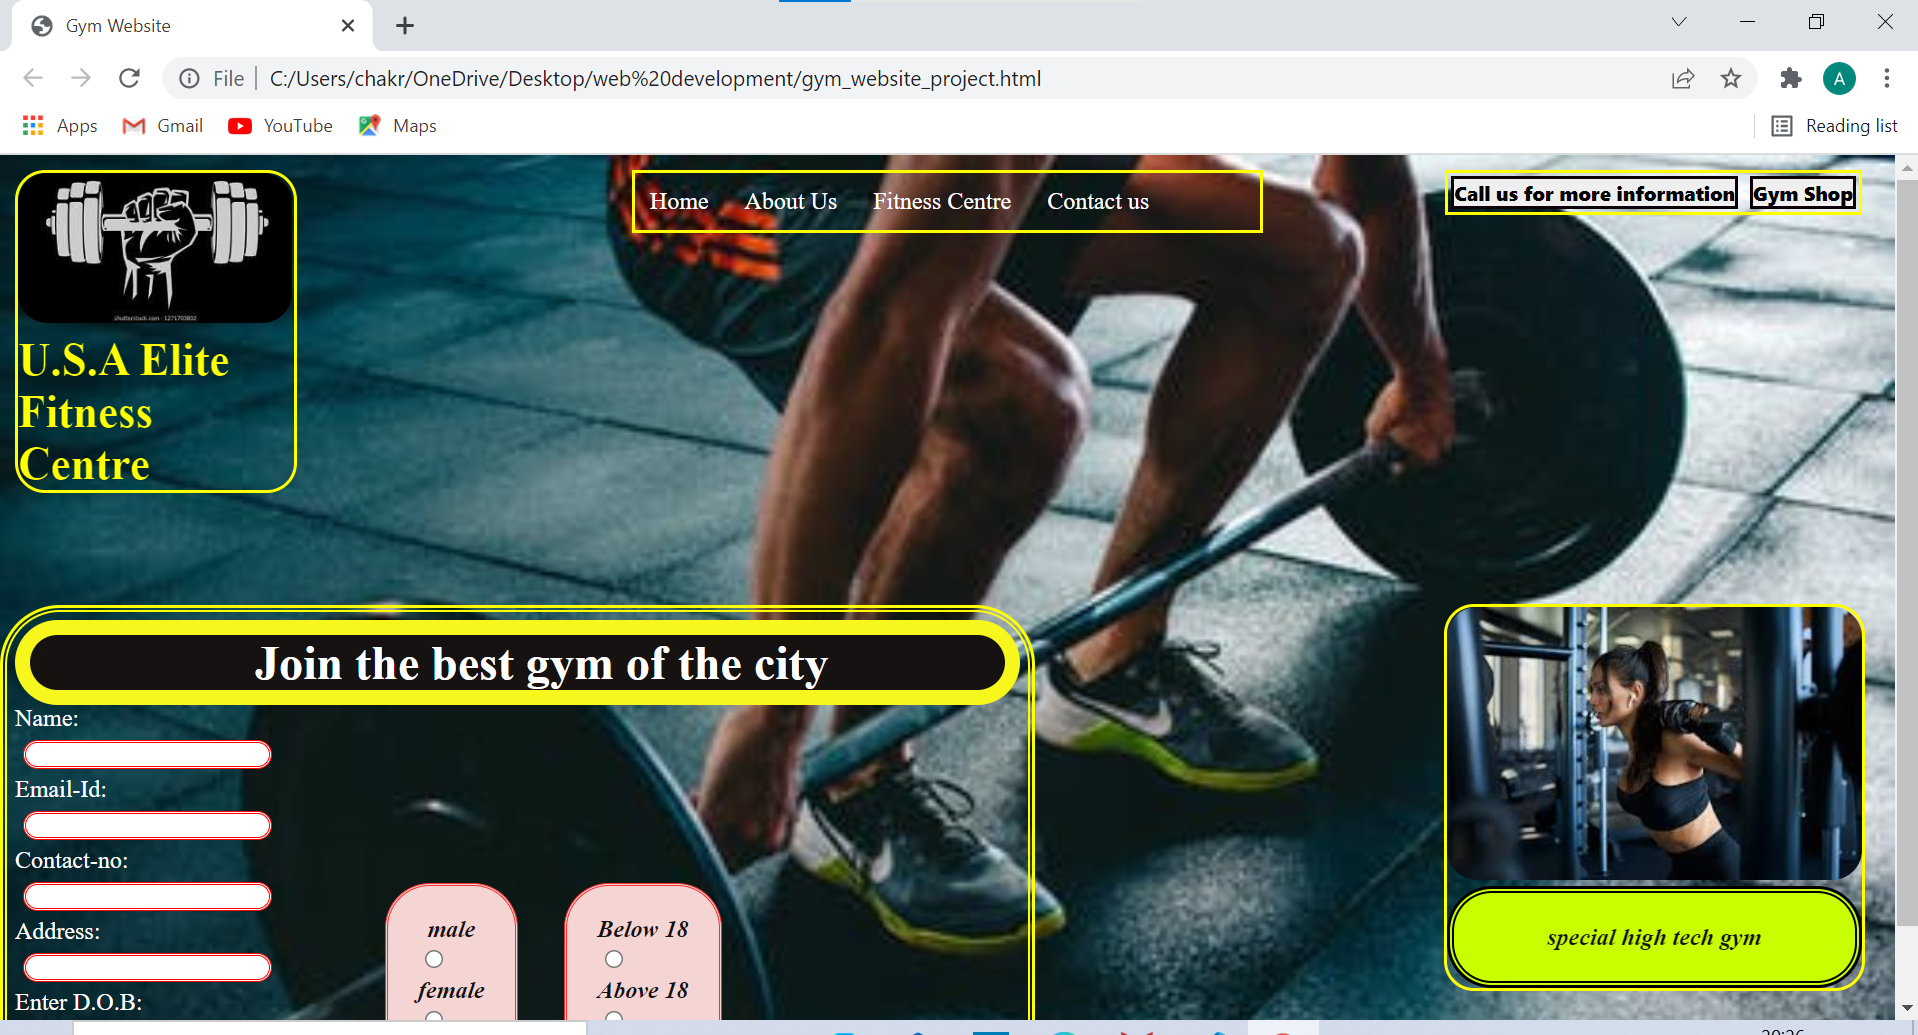 Gym Website
File
C:/Users/chakr/OneDrive/Desktop/web%20development/gym_website_project.html
A
Apps Gmail YouTube Maps Reading list
shutterstock.com · 1271703802
U.S.A Elite
Fitness
Centre
Home About Us Fitness Centre Contact us
Call us for more information Gym Shop
Join the best gym of the city
Name:
Email-Id:
Contact-no:
Address:
Enter D.O.B:
male
female
Below 18
Above 18
special high tech gym